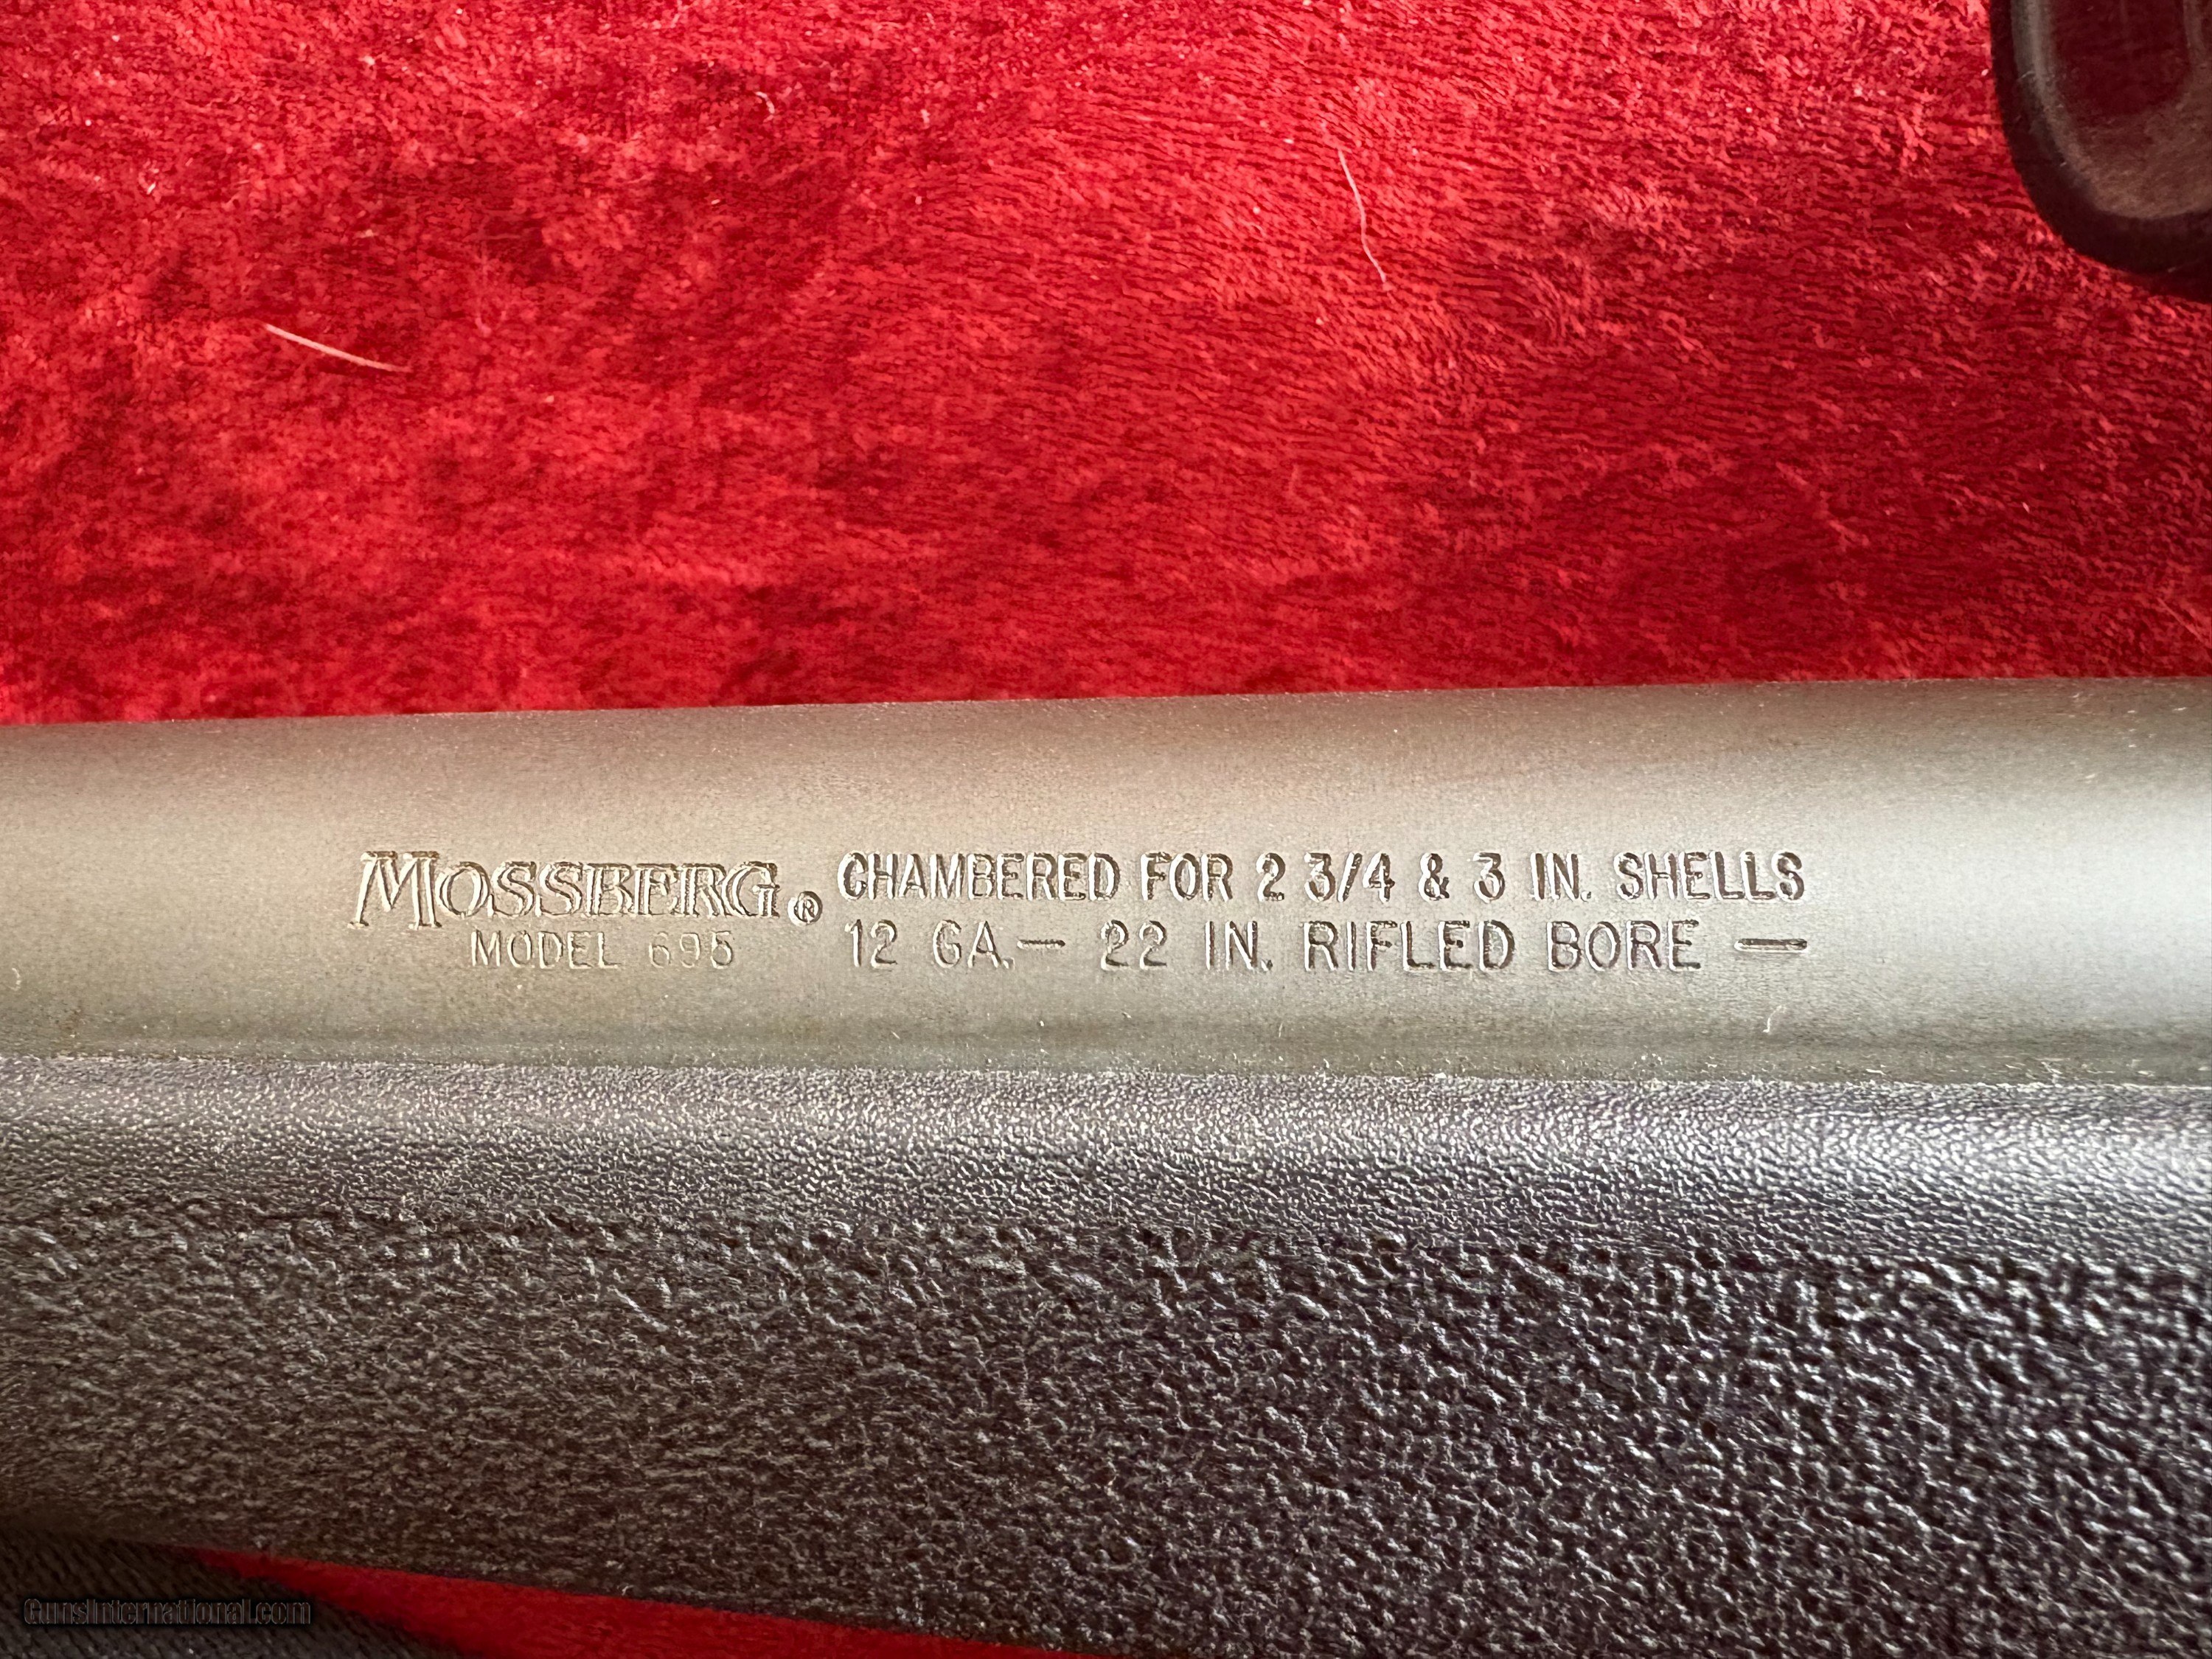 MOSSBERG® CHAMBERED FOR 2 3/4 & 3 IN. SHELLS
MODEL 695 12 GA.— 22 IN. RIFLED BORE —
GunsInternational.com